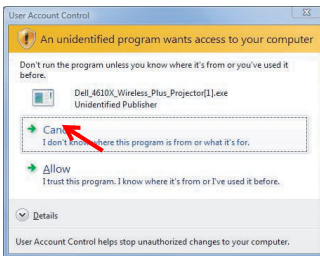 User Account Control
An unidentified program wants access to your computer
Don't run the program unless you know where it's from or you've used it
before.
Dell_4610X_Wireless_Plus_Projector[1].exe
Unidentified Publisher
I don't know where this program is from or what it's for.
Allow
I trust this program. I know where it's from or I've used it before.
Details
User Account Control helps stop unauthorized changes to your computer.